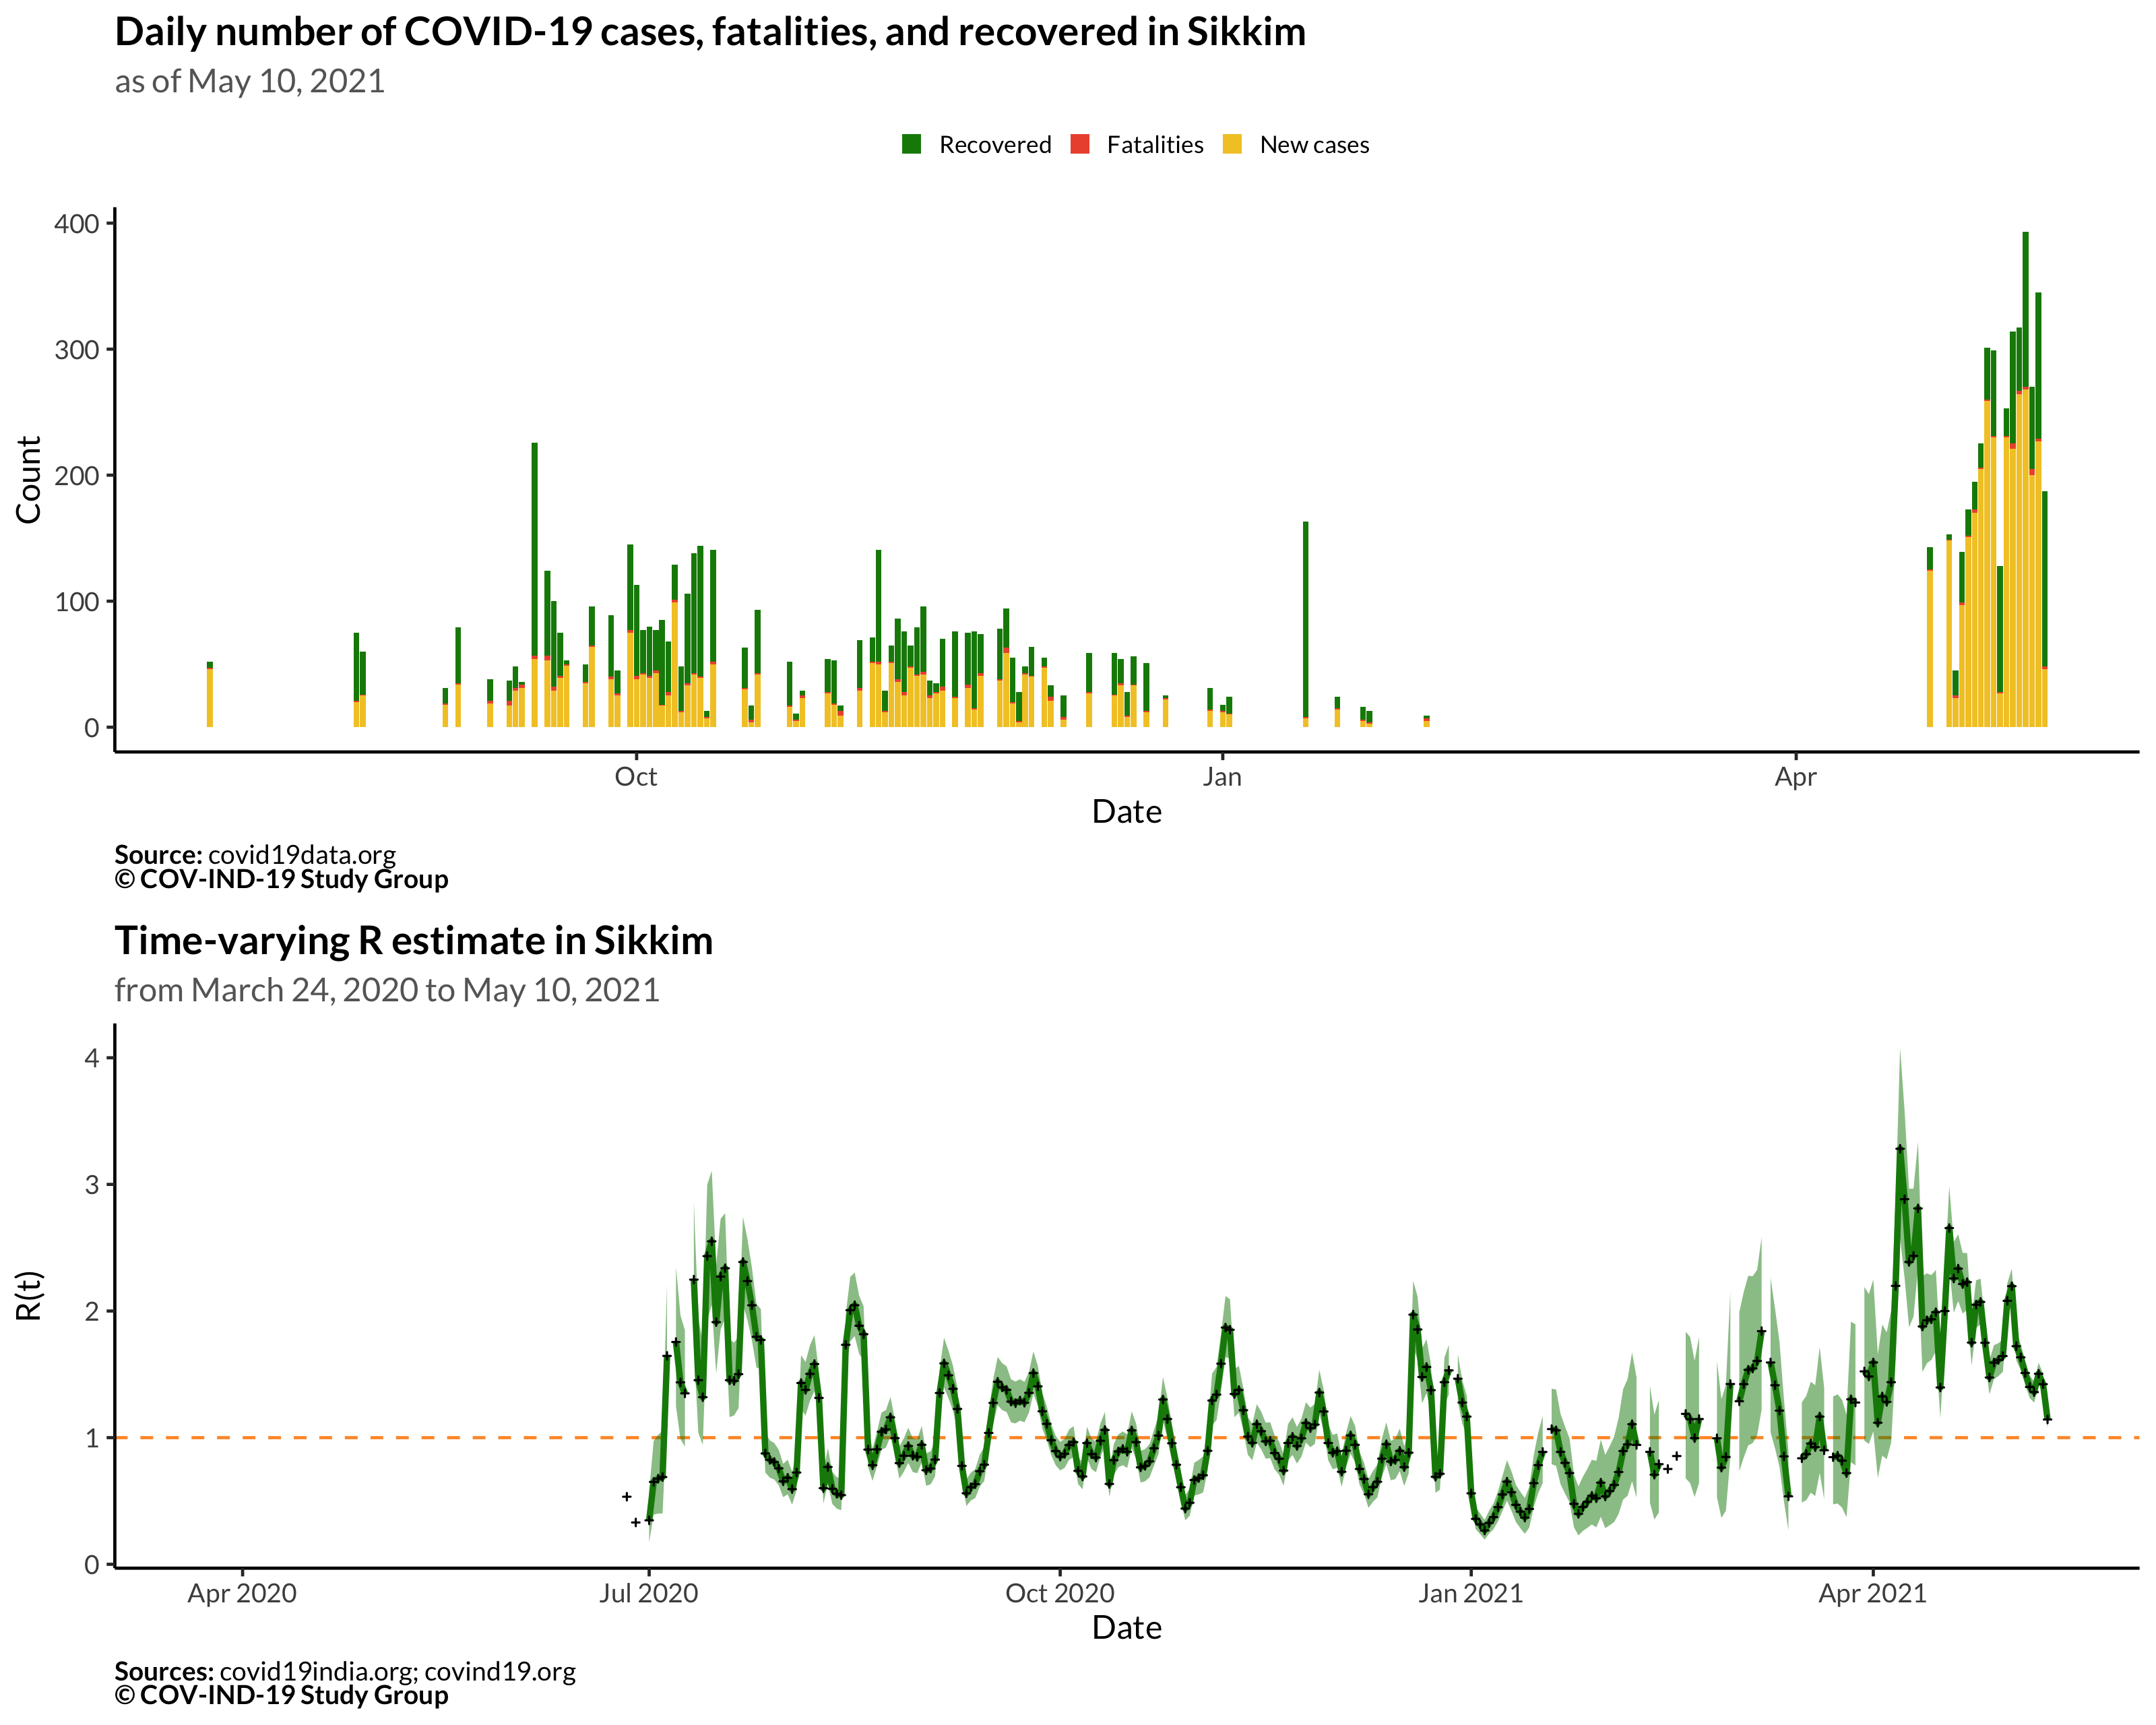 Daily number of COVID-19 cases, fatalities, and recovered in Sikkim
as of May 10, 2021
Recovered Fatalities New cases
400
300
200
100
0
Count
Oct Jan Apr
Date
Source: covid19data.org
© COV-IND-19 Study Group
Time-varying R estimate in Sikkim
from March 24, 2020 to May 10, 2021
4
3
2
1
0
R(t)
Apr 2020 Jul 2020 Oct 2020 Jan 2021 Apr 2021
Date
Sources: covid19india.org; covind19.org
© COV-IND-19 Study Group